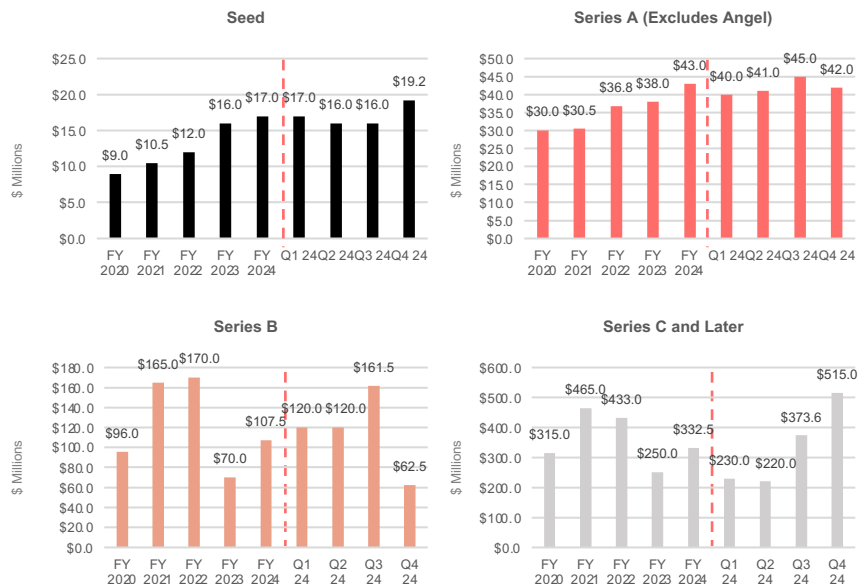 Seed
$25.0
$20.0
$15.0
$10.0
$5.0
$0.0
$ Millions
$9.0
$10.5
$12.0
$16.0
$17.0
$17.0
$16.0
$16.0
$19.2
FY 2020
FY 2021
FY 2022
FY 2023
FY 2024
Q1 24
Q2 24
Q3 24
Q4 24
Series A (Excludes Angel)
$50.0
$45.0
$40.0
$35.0
$30.0
$25.0
$20.0
$15.0
$10.0
$5.0
$0.0
$ Millions
$30.0
$30.5
$36.8
$38.0
$43.0
$40.0
$41.0
$45.0
$42.0
FY 2020
FY 2021
FY 2022
FY 2023
FY 2024
Q1 24
Q2 24
Q3 24
Q4 24
Series B
$180.0
$160.0
$140.0
$120.0
$100.0
$80.0
$60.0
$40.0
$20.0
$0.0
$ Millions
$96.0
$165.0
$170.0
$70.0
$107.5
$120.0
$120.0
$161.5
$62.5
FY 2020
FY 2021
FY 2022
FY 2023
FY 2024
Q1 24
Q2 24
Q3 24
Q4 24
Series C and Later
$600.0
$500.0
$400.0
$300.0
$200.0
$100.0
$0.0
$ Millions
$315.0
$465.0
$433.0
$250.0
$332.5
$230.0
$220.0
$373.6
$515.0
FY 2020
FY 2021
FY 2022
FY 2023
FY 2024
Q1 24
Q2 24
Q3 24
Q4 24